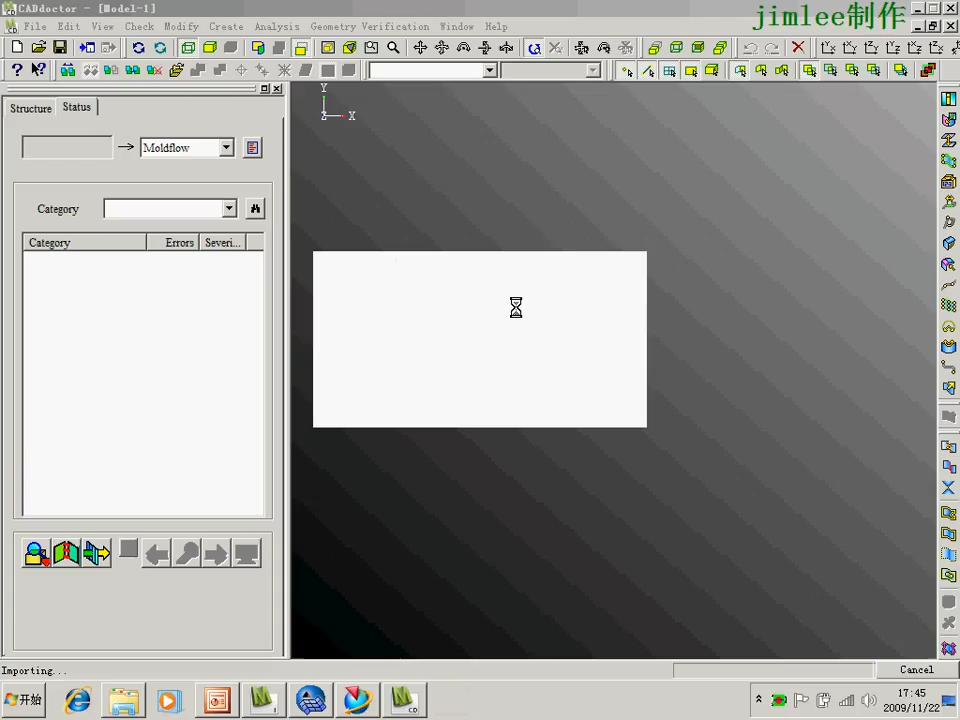 CADdoctor - [Model-1]
jimlee制作
File Edit View Check Modify Create Analysis Geometry Verification Window Help
Structure Status
Moldflow
Category
Category Errors Severi...
Y
Z X
Importing...
Cancel
开始
17:45
2009/11/22